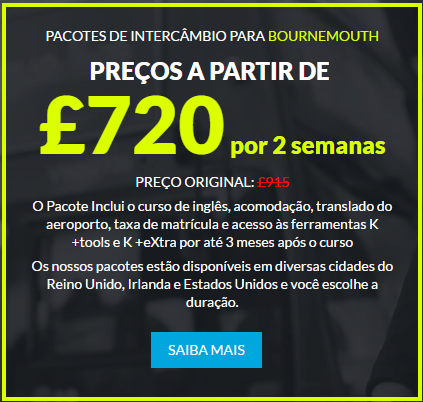 PACOTES DE INTERCÂMBIO PARA BOURNEMOUTH
PREÇOS A PARTIR DE
£720 por 2 semanas
PREÇO ORIGINAL: £915
O Pacote Inclui o curso de inglês, acomodação, translado do
aeroporto, taxa de matrícula e acesso às ferramentas K
+tools e K +eXtra por até 3 meses após o curso
Os nossos pacotes estão disponíveis em diversas cidades do
Reino Unido, Irlanda e Estados Unidos e você escolhe a
duração.
SAIBA MAIS